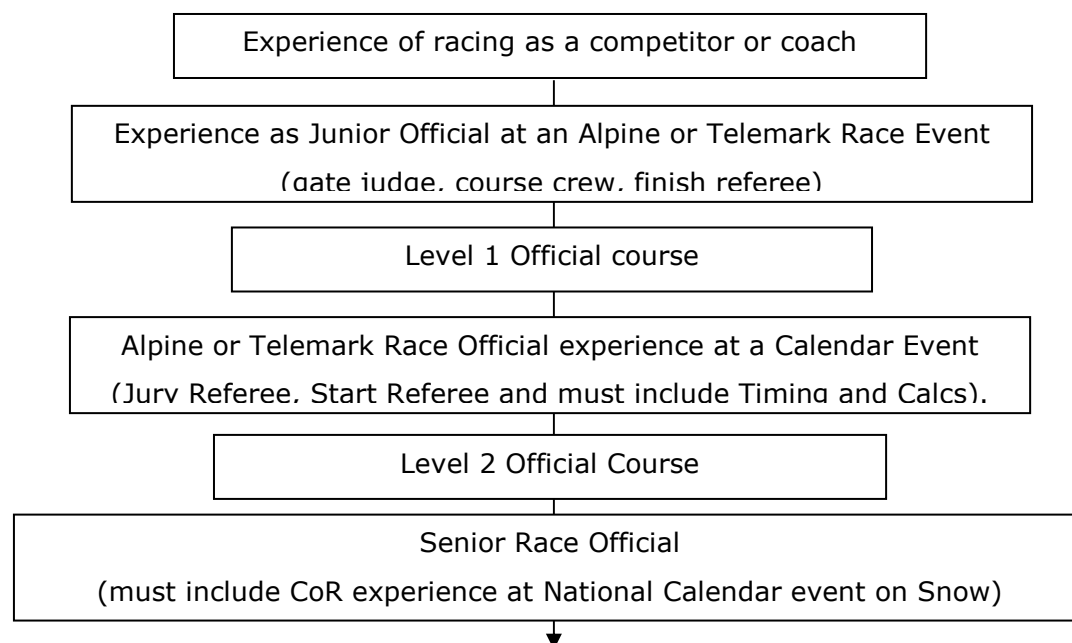 Experience of racing as a competitor or coach
Experience as Junior Official at an Alpine or Telemark Race Event
(gate judge, course crew, finish referee)
Level 1 Official course
Alpine or Telemark Race Official experience at a Calendar Event
(Jury Referee, Start Referee and must include Timing and Calcs).
Level 2 Official Course
Senior Race Official
(must include CoR experience at National Calendar event on Snow)